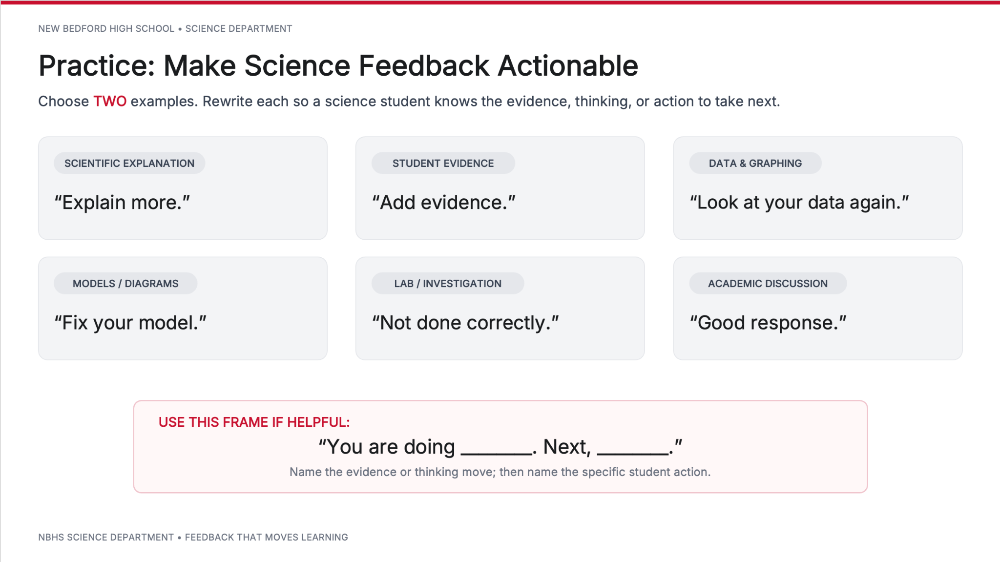 NEW BEDFORD HIGH SCHOOL • SCIENCE DEPARTMENT
Practice: Make Science Feedback Actionable
Choose TWO examples. Rewrite each so a science student knows the evidence, thinking, or action to take next.
SCIENTIFIC EXPLANATION
“Explain more.”
STUDENT EVIDENCE
“Add evidence.”
DATA & GRAPHING
“Look at your data again.”
MODELS / DIAGRAMS
“Fix your model.”
LAB / INVESTIGATION
“Not done correctly.”
ACADEMIC DISCUSSION
“Good response.”
USE THIS FRAME IF HELPFUL:
“You are doing _______. Next, _______.”
Name the evidence or thinking move; then name the specific student action.
NBHS SCIENCE DEPARTMENT • FEEDBACK THAT MOVES LEARNING